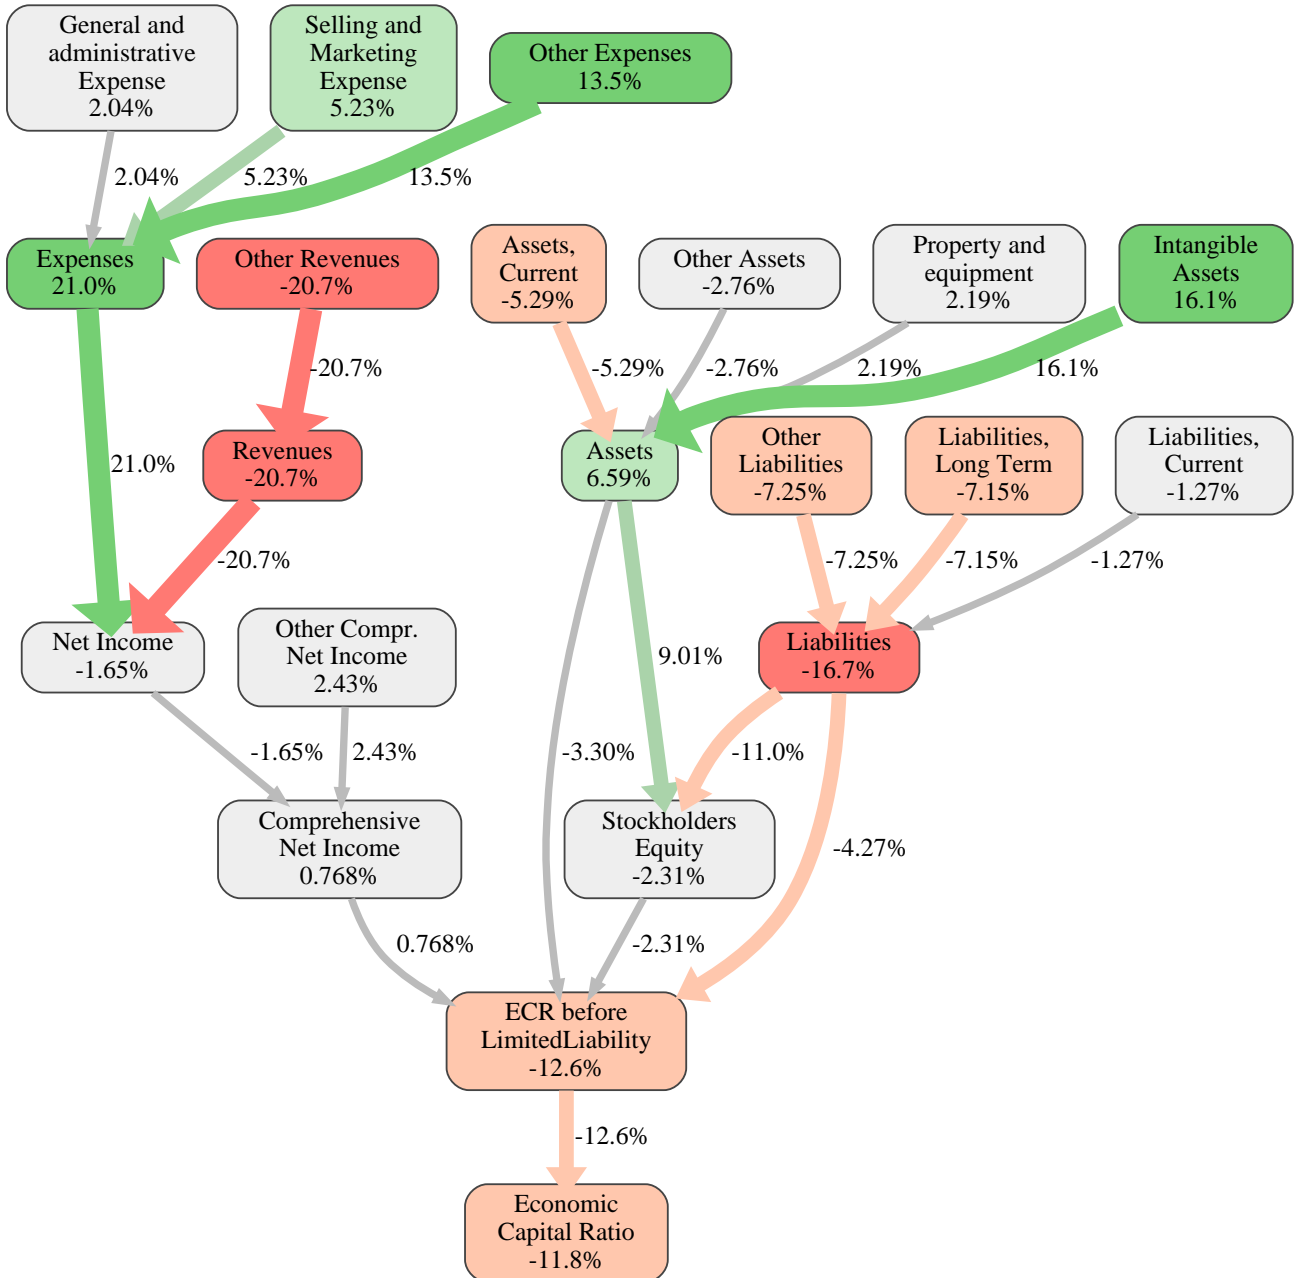 General and
administrative
Expense
2.04%
Selling and
Marketing
Expense
5.23%
Other Expenses
13.5%
2.04%
5.23%
13.5%
Expenses
21.0%
Other Revenues
-20.7%
Assets,
Current
-5.29%
Other Assets
-2.76%
Property and
equipment
2.19%
Intangible
Assets
16.1%
-20.7%
-5.29%
-2.76%
2.19%
16.1%
21.0%
Revenues
-20.7%
Assets
6.59%
Other
Liabilities
-7.25%
Liabilities,
Long Term
-7.15%
Liabilities,
Current
-1.27%
-20.7%
-7.25%
-7.15%
-1.27%
Net Income
-1.65%
Other Compr.
Net Income
2.43%
9.01%
Liabilities
-16.7%
-1.65%
2.43%
-3.30%
-11.0%
Comprehensive
Net Income
0.768%
Stockholders
Equity
-2.31%
-4.27%
0.768%
-2.31%
ECR before
LimitedLiability
-12.6%
-12.6%
Economic
Capital Ratio
-11.8%